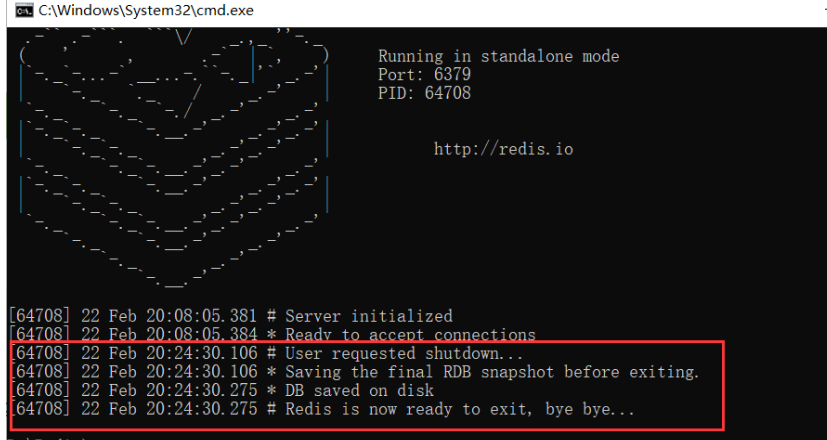 C:\Windows\System32\cmd.exe
Running in standalone mode
Port: 6379
PID: 64708
http://redis.io
[64708] 22 Feb 20:08:05.381 # Server initialized
[64708] 22 Feb 20:08:05.384 * Ready to accept connections
[64708] 22 Feb 20:24:30.106 # User requested shutdown...
[64708] 22 Feb 20:24:30.106 * Saving the final RDB snapshot before exiting.
[64708] 22 Feb 20:24:30.275 * DB saved on disk
[64708] 22 Feb 20:24:30.275 # Redis is now ready to exit, bye bye...